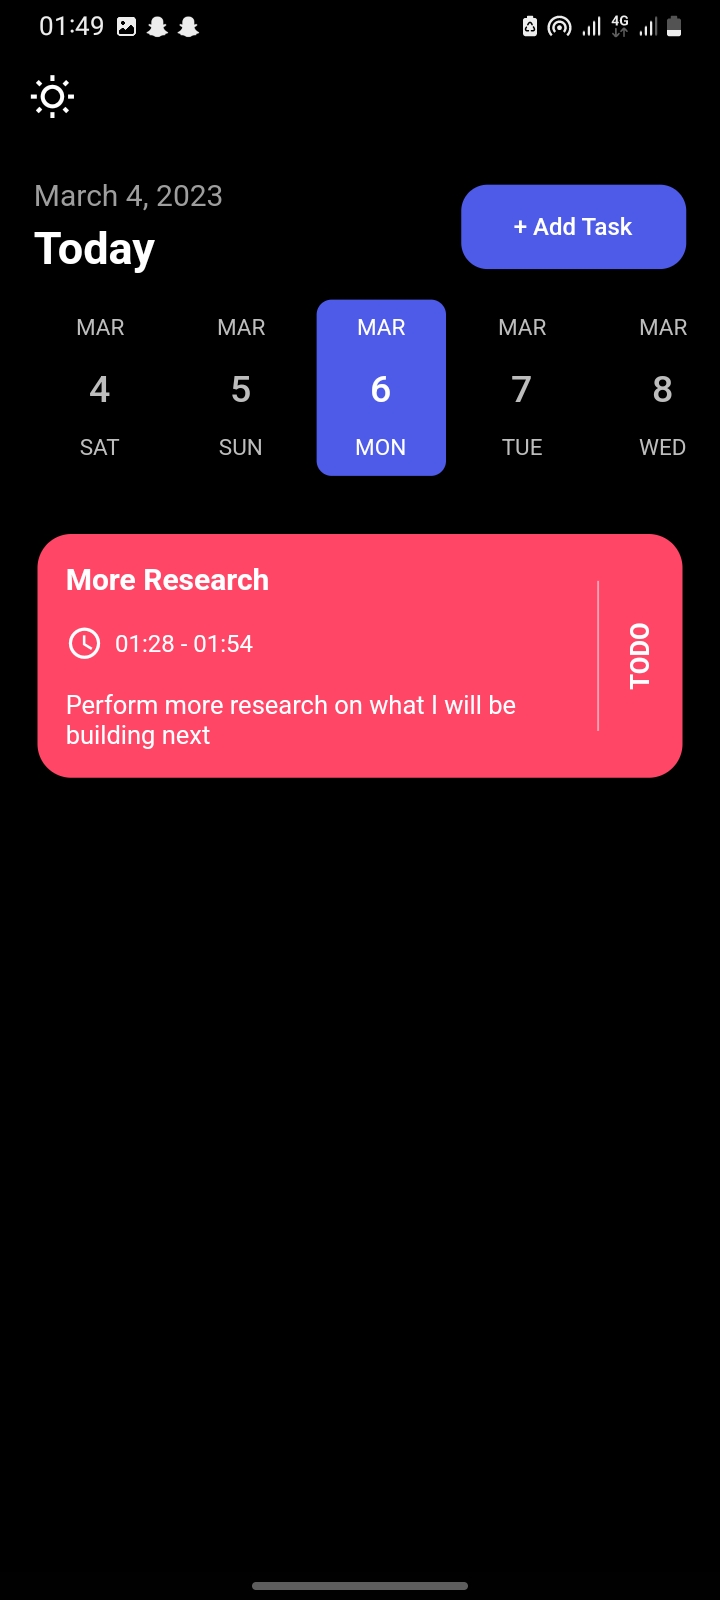 01:49 4G
March 4, 2023
Today
+ Add Task
MAR MAR MAR MAR MAR
4 5 6 7 8
SAT SUN MON TUE WED
More Research
01:28 - 01:54
Perform more research on what I will be
building next
TODO